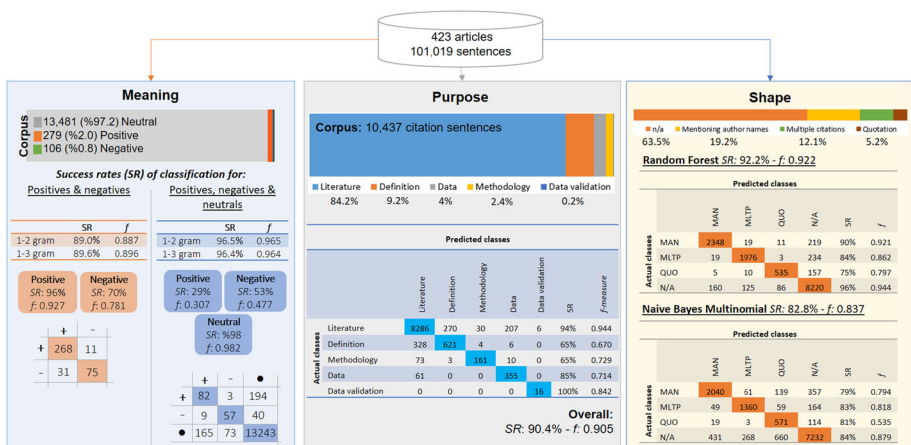 423 articles
101,019 sentences
Meaning
Corpus
13,481 (%97.2) Neutral
279 (%2.0) Positive
106 (%0.8) Negative
Success rates (SR) of classification for:
Positives & negatives
SR f
1-2 gram 89.0% 0.887
1-3 gram 89.6% 0.896
Positive
SR: 96%
f: 0.927
Negative
SR: 70%
f: 0.781
+ -
+ 268 11
- 31 75
Positives, negatives &
neutrals
SR f
1-2 gram 96.5% 0.965
1-3 gram 96.4% 0.964
Positive
SR: 29%
f: 0.307
Negative
SR: 53%
f: 0.477
Neutral
SR: %98
f: 0.982
+ - ●
+ 82 3 194
- 9 57 40
● 165 73 13243
Purpose
Corpus: 10,437 citation sentences
Literature Definition Data Methodology Data validation
84.2% 9.2% 4% 2.4% 0.2%
Predicted classes
Literature Definition Methodology Data Data validation SR f-measure
Actual classes
Literature 8286 270 30 207 6 94% 0.944
Definition 328 621 4 6 0 65% 0.670
Methodology 73 3 161 10 0 65% 0.729
Data 61 0 0 355 0 85% 0.714
Data validation 0 0 0 0 16 100% 0.842
Overall:
SR: 90.4% - f: 0.905
Shape
n/a Mentioning author names Multiple citations Quotation
63.5% 19.2% 12.1% 5.2%
Random Forest SR: 92.2% - f: 0.922
Predicted classes
MAN MLTP QUO N/A SR f
Actual classes
MAN 2348 19 11 219 90% 0.921
MLTP 19 1976 3 234 84% 0.862
QUO 5 10 535 157 75% 0.797
N/A 160 125 86 8220 96% 0.944
Naive Bayes Multinomial SR: 82.8% - f: 0.837
Predicted classes
MAN MLTP QUO N/A SR f
Actual classes
MAN 2040 61 139 357 79% 0.794
MLTP 49 1360 59 164 83% 0.818
QUO 19 3 571 114 81% 0.535
N/A 431 268 660 7232 84% 0.879